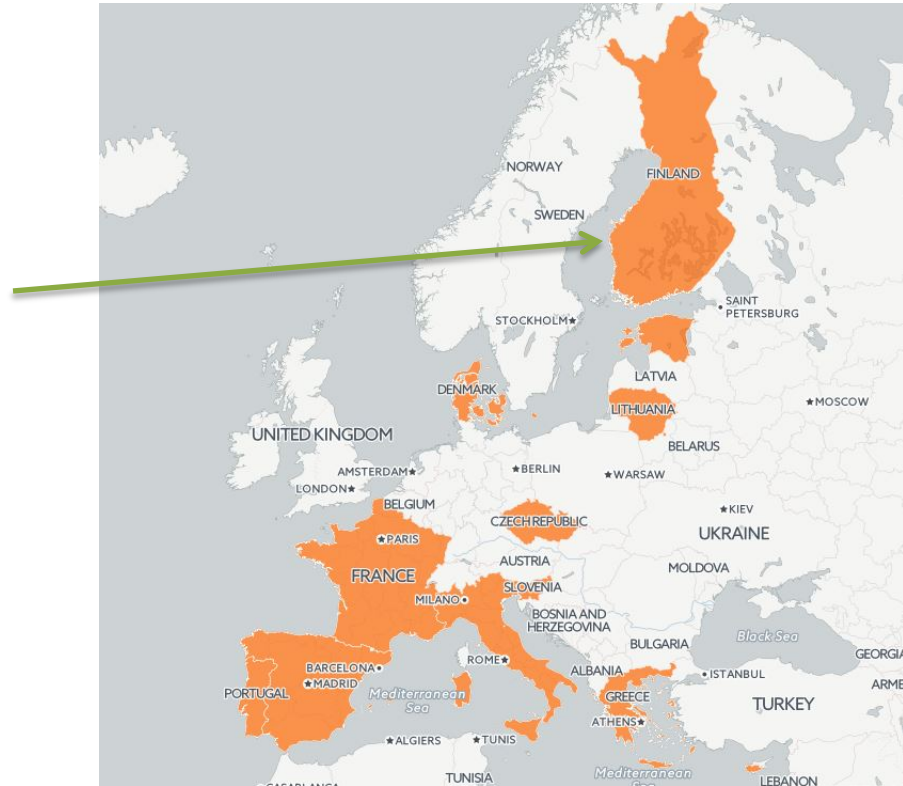 NORWAY
FINLAND
SWEDEN
SAINT
PETERSBURG
STOCKHOLM
LATVIA
DENMARK
MOSCOW
LITHUANIA
UNITED KINGDOM
BELARUS
AMSTERDAM
BERLIN
WARSAW
LONDON
BELGIUM
KIEV
CZECH REPUBLIC
UKRAINE
PARIS
AUSTRIA
MOLDOVA
FRANCE
SLOVENIA
MILANO
BOSNIA AND
HERZEGOVINA
Black Sea
BULGARIA
GEORGIA
ROME
BARCELONA
ALBANIA
ISTANBUL
MADRID
PORTUGAL
Mediterranean
Sea
GREECE
ARME
TURKEY
ATHENS
ALGIERS
TUNIS
Mediterranean
TUNISIA
LEBANON